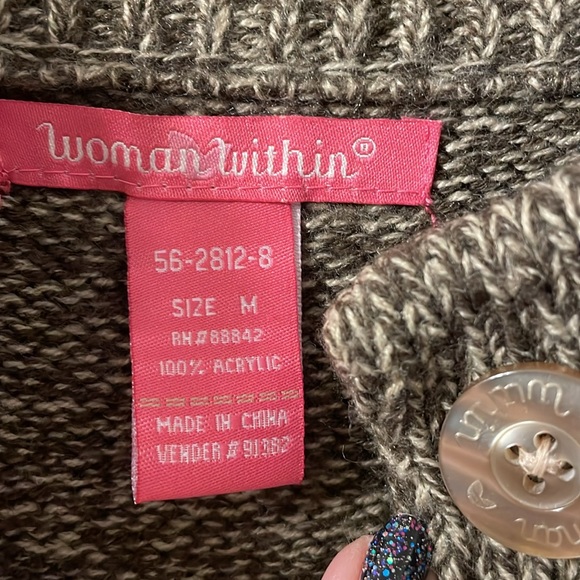 Woman Within®
56-2812-8
SIZE M
RN#88842
100% ACRYLIC
MADE IN CHINA
VENDER # 91382